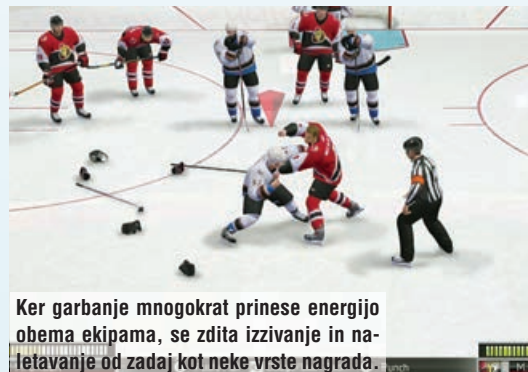 Ker garbanje mnogokrat prinese energijo
obema ekipama, se zdita izzivanje in na-
letavanje od zadaj kot neke vrste nagrada.
unch